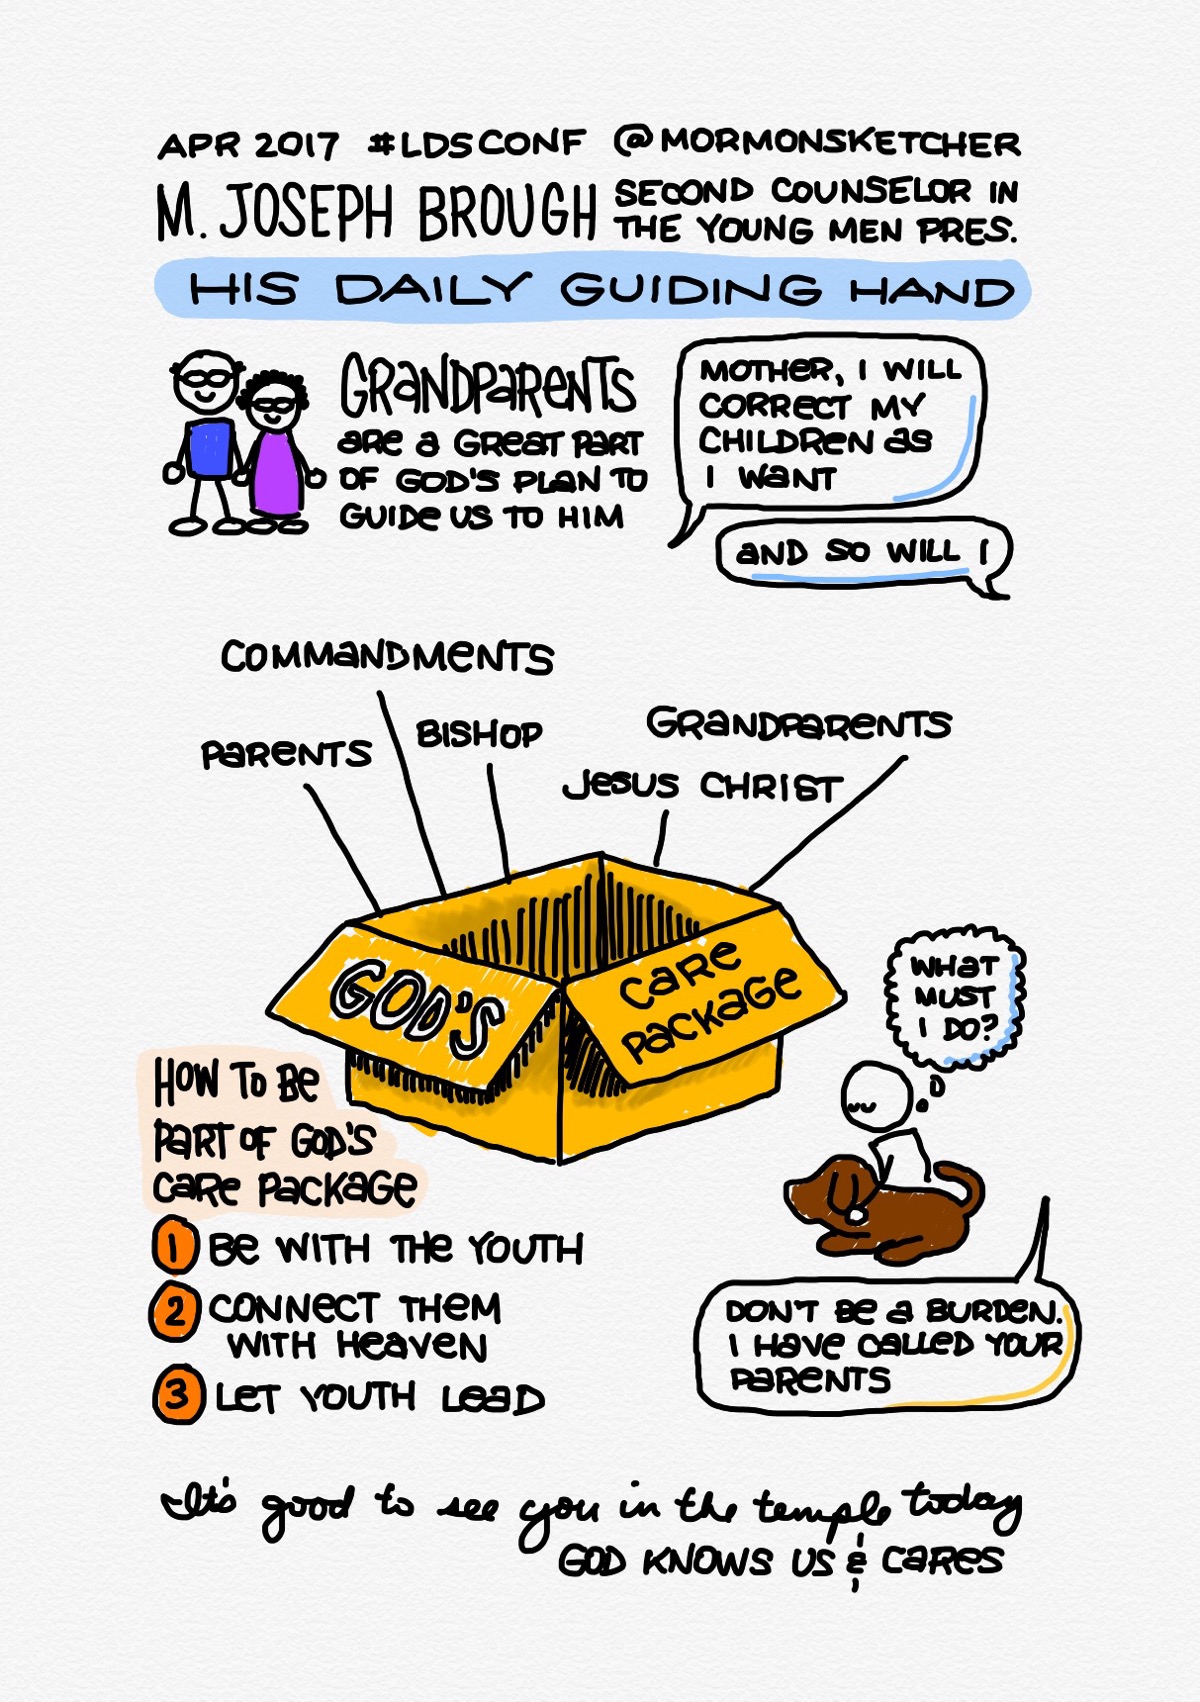 APR 2017 #LDSCONF @MORMONSKETCHER
M. JOSEPH BROUGH
SECOND COUNSELOR IN
THE YOUNG MEN PRES.
HIS DAILY GUIDING HAND
GRANDPARENTS
ARE A GREAT PART
OF GOD'S PLAN TO
GUIDE US TO HIM
MOTHER, I WILL
CORRECT MY
CHILDREN AS
I WANT
AND SO WILL I
COMMANDMENTS
PARENTS
BISHOP
GRANDPARENTS
JESUS CHRIST
GOD'S
CARE
PACKAGE
WHAT
MUST
I DO?
HOW TO BE
PART OF GOD'S
CARE PACKAGE
1 BE WITH THE YOUTH
2 CONNECT THEM
WITH HEAVEN
3 LET YOUTH LEAD
DON'T BE A BURDEN.
I HAVE CALLED YOUR
PARENTS
It's good to see you in the temple today
GOD KNOWS US & CARES